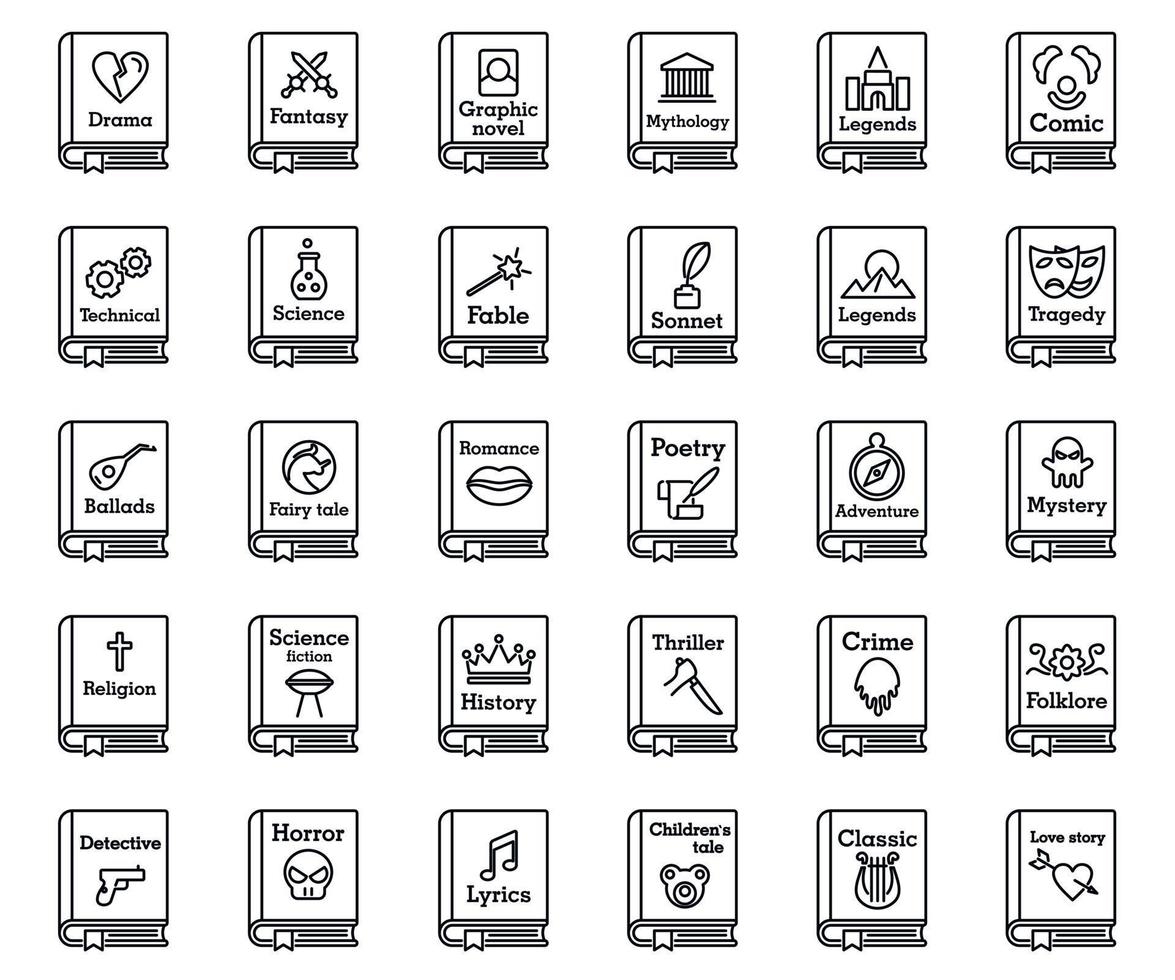 Drama
Fantasy
Graphic
novel
Mythology
Legends
Comic
Technical
Science
Fable
Sonnet
Legends
Tragedy
Ballads
Fairy tale
Romance
Poetry
Adventure
Mystery
Religion
Science
fiction
History
Thriller
Crime
Folklore
Detective
Horror
Lyrics
Children`s
tale
Classic
Love story